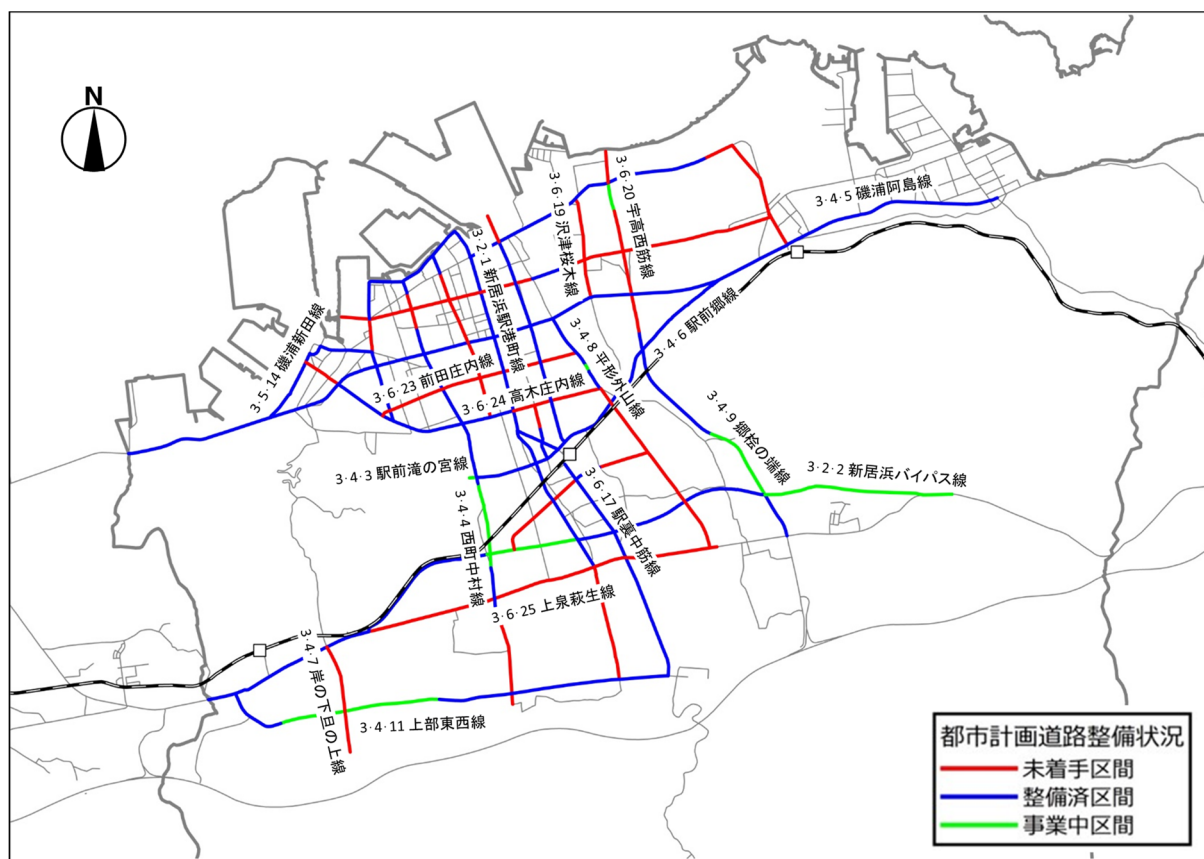 N
3・6・20 宇高西筋線
3・6・19 沢津桜木線
3・4・5 磯浦阿島線
3・2・1 新居浜駅港町線
3・5・14 磯浦新田線
3・4・6 駅前郷線
3・4・8 平形外山線
3・6・23 前田庄内線
3・6・24 高木庄内線
3・4・9 郷桧の端線
3・4・3 駅前滝の宮線
3・2・2 新居浜バイパス線
3・4・4 西町中村線
3・6・17 駅裏中筋線
3・6・25 上泉萩生線
3・4・7 岸の下旦の上線
3・4・11 上部東西線
都市計画道路整備状況
未着手区間
整備済区間
事業中区間